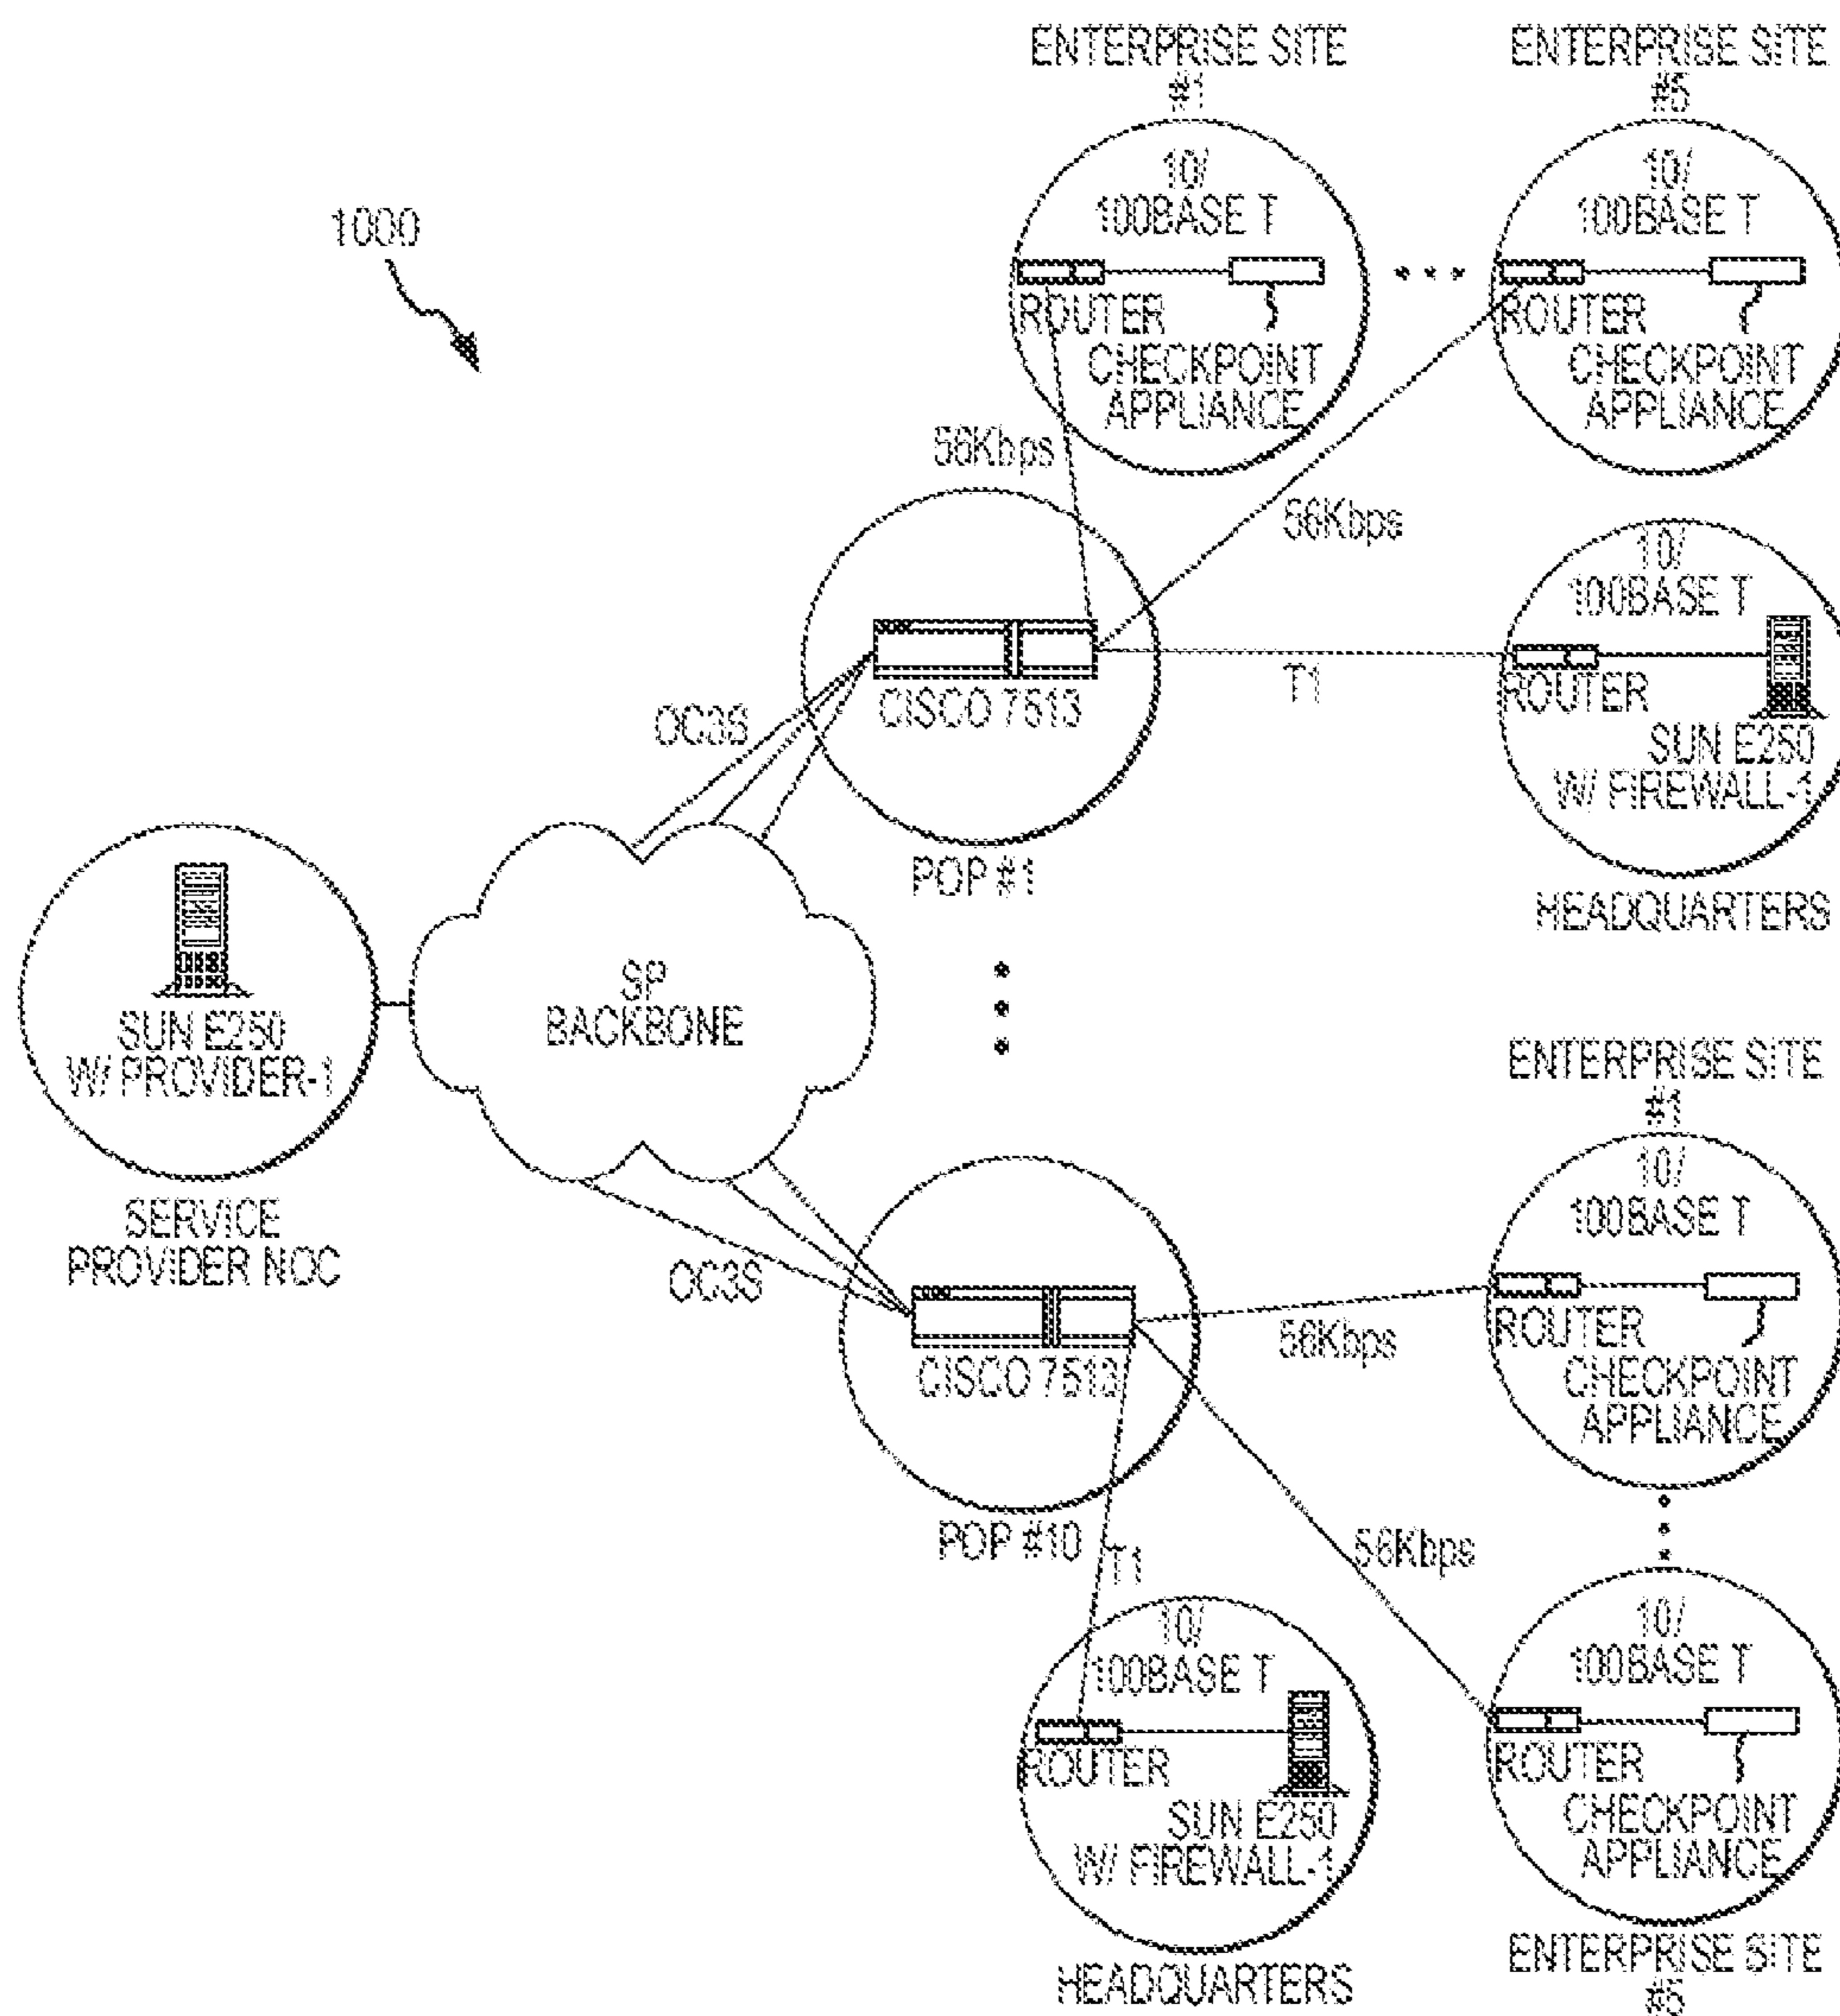 1000
ENTERPRISE SITE
#1
10/
100BASE T
ROUTER
CHECKPOINT
APPLIANCE
ENTERPRISE SITE
#5
10/
100BASE T
ROUTER
CHECKPOINT
APPLIANCE
56Kbps
56Kbps
10/
100BASE T
ROUTER
SUN E250
W/ FIREWALL-1
HEADQUARTERS
T1
CISCO 7513
POP #1
OC3S
SUN E250
W/ PROVIDER-1
SERVICE
PROVIDER NOC
SP
BACKBONE
OC3S
CISCO 7513
POP #10
ENTERPRISE SITE
#1
10/
100BASE T
ROUTER
CHECKPOINT
APPLIANCE
56Kbps
56Kbps
T1
10/
100BASE T
ROUTER
SUN E250
W/ FIREWALL-1
HEADQUARTERS
10/
100BASE T
ROUTER
CHECKPOINT
APPLIANCE
ENTERPRISE SITE
#5